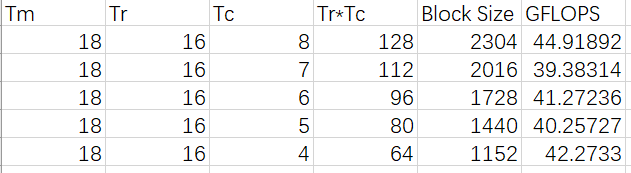 Tm Tr Tc Tr*Tc Block Size GFLOPS
18 16 8 128 2304 44.91892
18 16 7 112 2016 39.38314
18 16 6 96 1728 41.27236
18 16 5 80 1440 40.25727
18 16 4 64 1152 42.2733